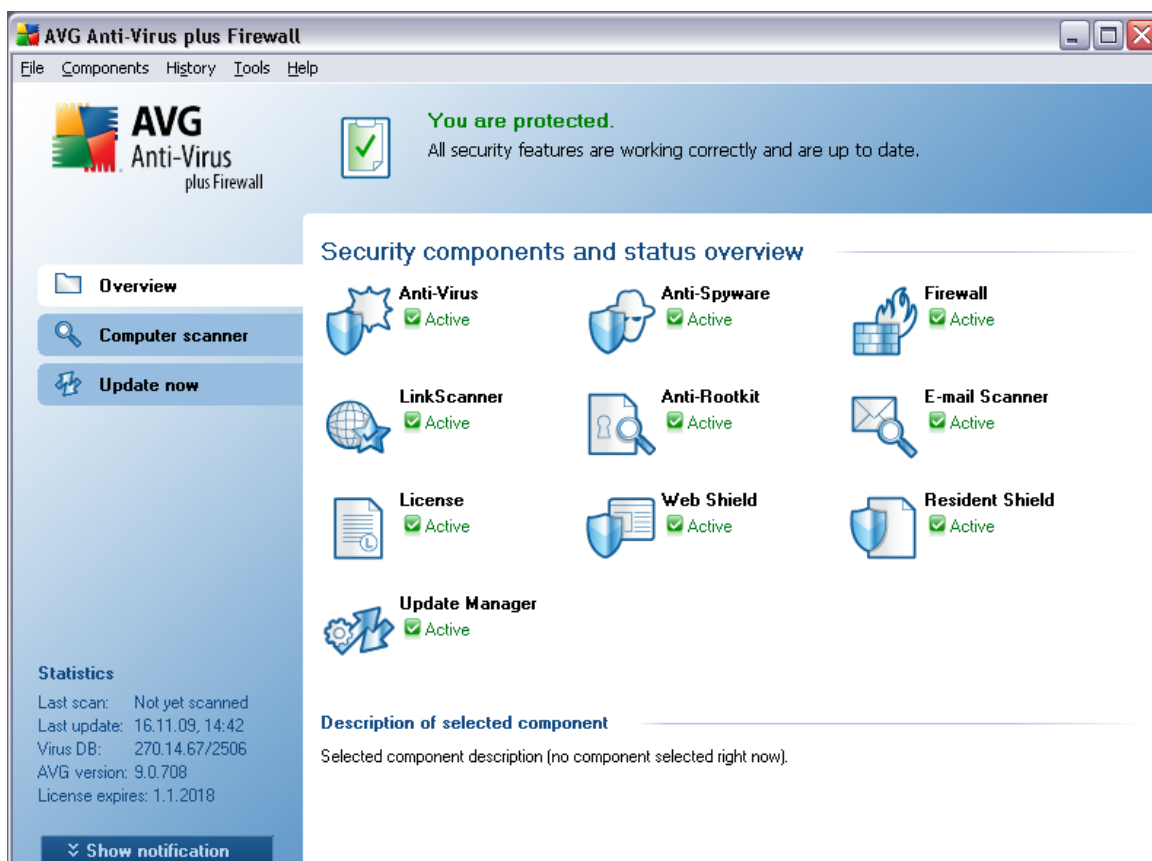 AVG Anti-Virus plus Firewall
File Components History Tools Help
AVG
Anti-Virus
plus Firewall
You are protected.
All security features are working correctly and are up to date.
Overview
Computer scanner
Update now
Security components and status overview
Anti-Virus
Active
Anti-Spyware
Active
Firewall
Active
LinkScanner
Active
Anti-Rootkit
Active
E-mail Scanner
Active
License
Active
Web Shield
Active
Resident Shield
Active
Update Manager
Active
Statistics
Last scan: Not yet scanned
Last update: 16.11.09, 14:42
Virus DB: 270.14.67/2506
AVG version: 9.0.708
License expires: 1.1.2018
Show notification
Description of selected component
Selected component description (no component selected right now).